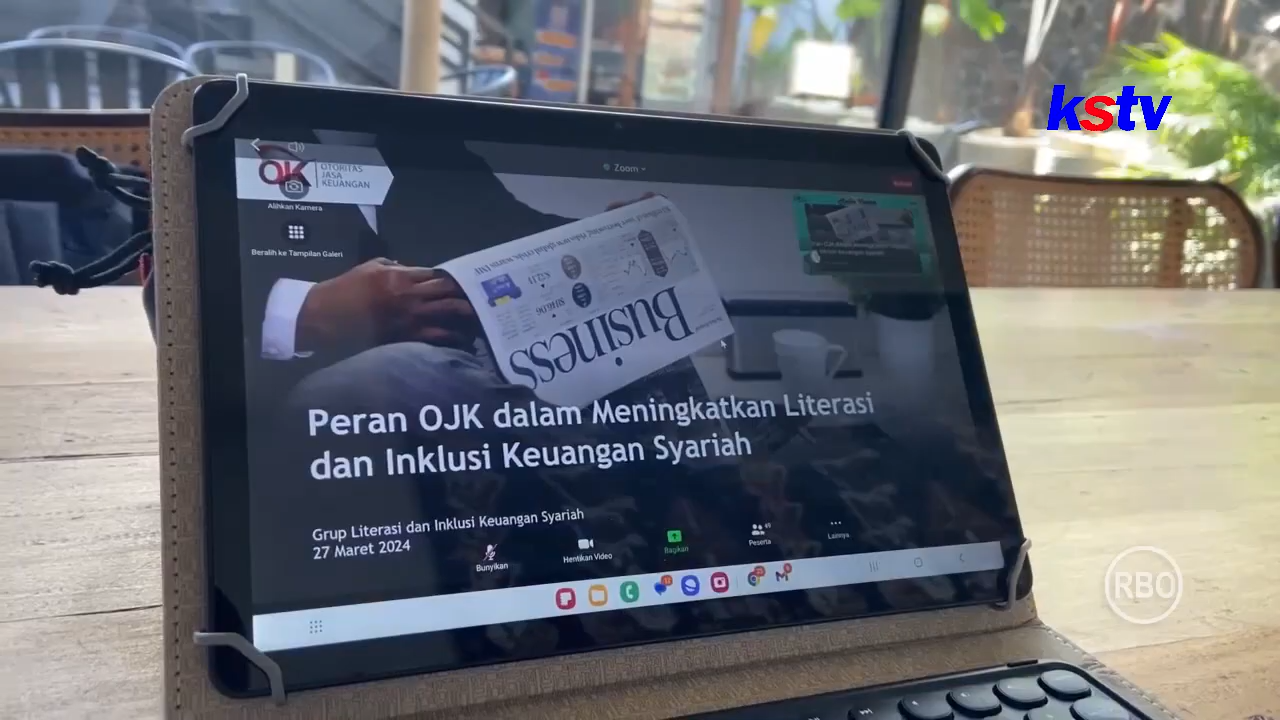 kstv
Zoom
OJK
OTORITAS
JASA
KEUANGAN
Alihkan Kamera
Beralih ke Tampilan Galeri
Business
Peran OJK dalam Meningkatkan Literasi
dan Inklusi Keuangan Syariah
Grup Literasi dan Inklusi Keuangan Syariah
27 Maret 2024
Bunyikan
Hentikan Video
Bagikan
Peserta
Lainnya
RBO